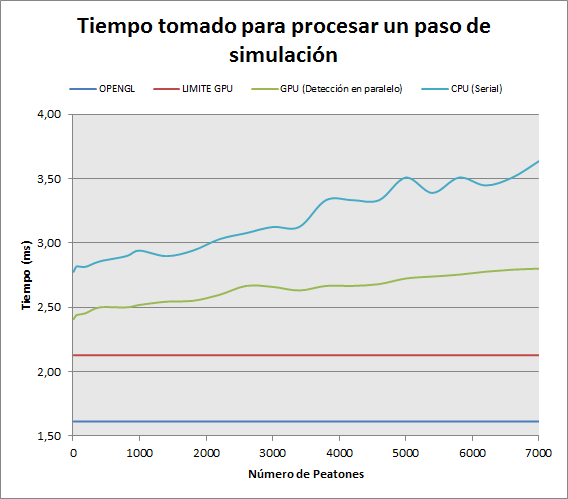 Tiempo tomado para procesar un paso de
simulación
OPENGL LIMITE GPU GPU (Detección en paralelo) CPU (Serial)
4,00
3,50
3,00
2,50
2,00
1,50
Tiempo (ms)
0 1000 2000 3000 4000 5000 6000 7000
Número de Peatones